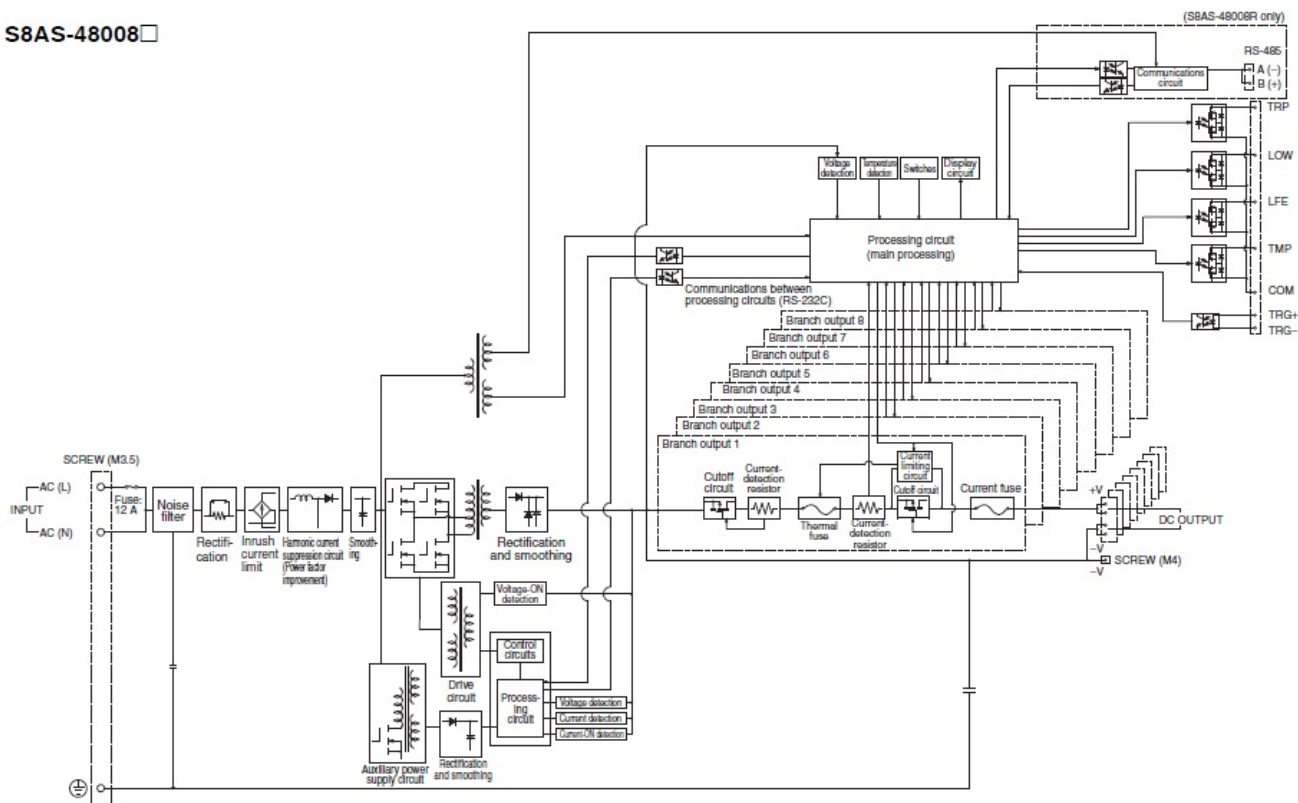 S8AS-48008□
(S8AS-48008R only)
RS-485
A (−)
B (+)
Communications
circuit
TRP
LOW
LFE
TMP
COM
TRG+
TRG−
Voltage
detection
Temperature
detection
Switches
Display
circuit
Processing circuit
(main processing)
Communications between
processing circuits (RS-232C)
Branch output 8
Branch output 7
Branch output 6
Branch output 5
Branch output 4
Branch output 3
Branch output 2
Branch output 1
SCREW (M3.5)
AC (L)
INPUT
AC (N)
Fuse:
12 A
Noise
filter
Rectifi-
cation
Inrush
current
limit
Harmonic current
suppression circuit
(Power factor
improvement)
Smooth-
ing
Rectification
and smoothing
Cutoff
circuit
Current-
detection
resistor
Thermal
fuse
Current-
detection
resistor
Current
limiting
circuit
Cutoff circuit
Current fuse
+V
DC OUTPUT
−V
−V
SCREW (M4)
Voltage-ON
detection
Drive
circuit
Control
circuits
Process-
ing
circuit
Voltage detection
Current detection
Current-ON detection
Auxiliary power
supply circuit
Rectification
and smoothing